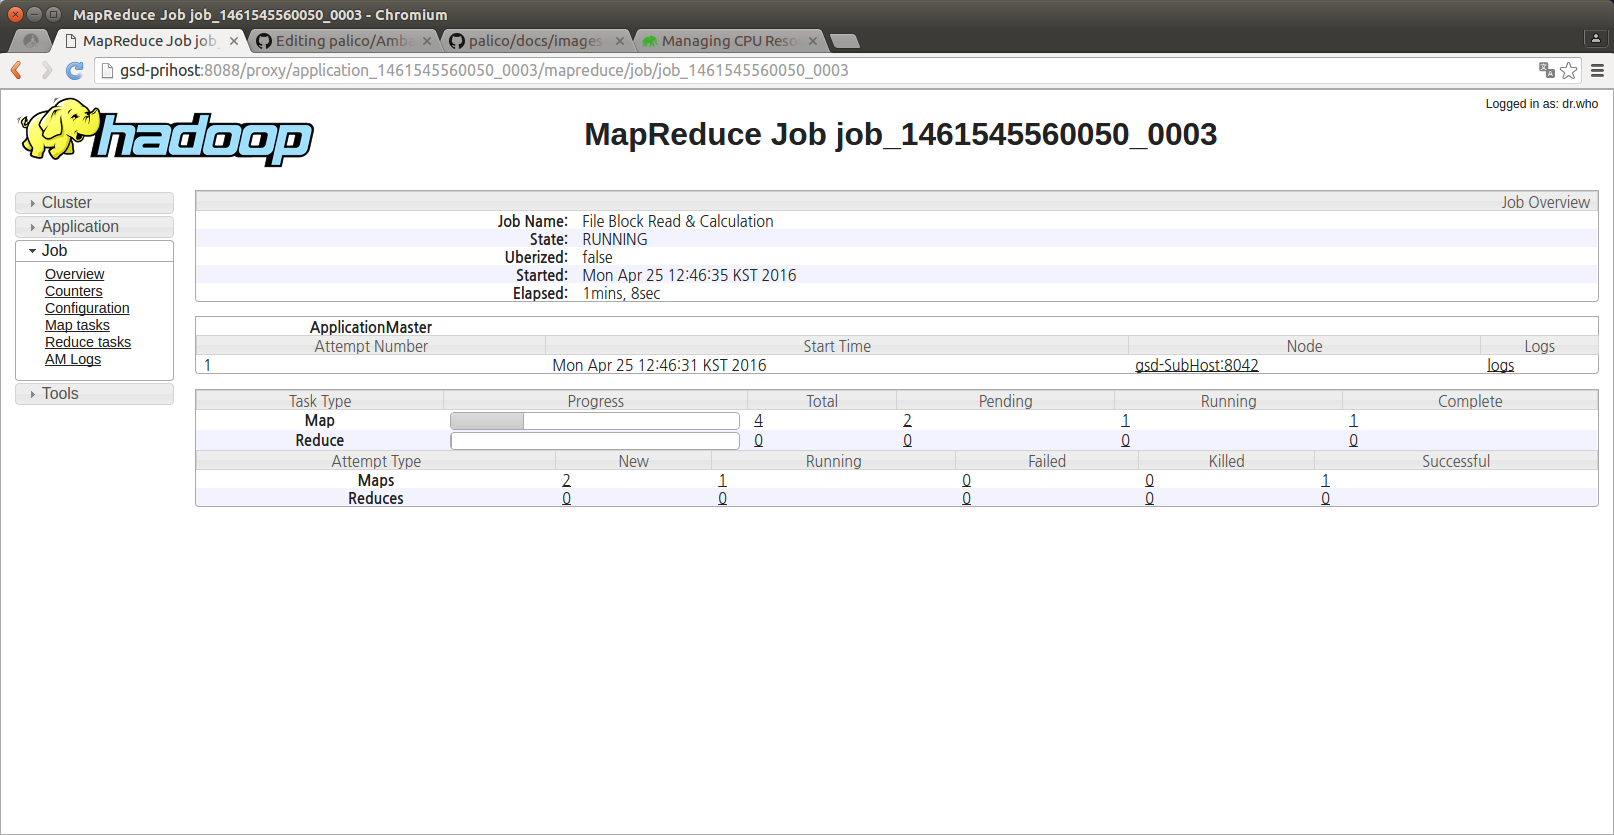 MapReduce Job job_1461545560050_0003 - Chromium
MapReduce Job job_ Editing palico/Amba palico/docs/images Managing CPU Reso
gsd-prihost:8088/proxy/application_1461545560050_0003/mapreduce/job/job_1461545560050_0003
Logged in as: dr.who
hadoop
MapReduce Job job_1461545560050_0003
Cluster
Application
Job
Overview
Counters
Configuration
Map tasks
Reduce tasks
AM Logs
Tools
Job Overview
Job Name: File Block Read & Calculation
State: RUNNING
Uberized: false
Started: Mon Apr 25 12:46:35 KST 2016
Elapsed: 1mins, 8sec
ApplicationMaster
Attempt Number Start Time Node Logs
1 Mon Apr 25 12:46:31 KST 2016 gsd-SubHost:8042 logs
Task Type Progress Total Pending Running Complete
Map 4 2 1 1
Reduce 0 0 0 0
Attempt Type New Running Failed Killed Successful
Maps 2 1 0 0 1
Reduces 0 0 0 0 0